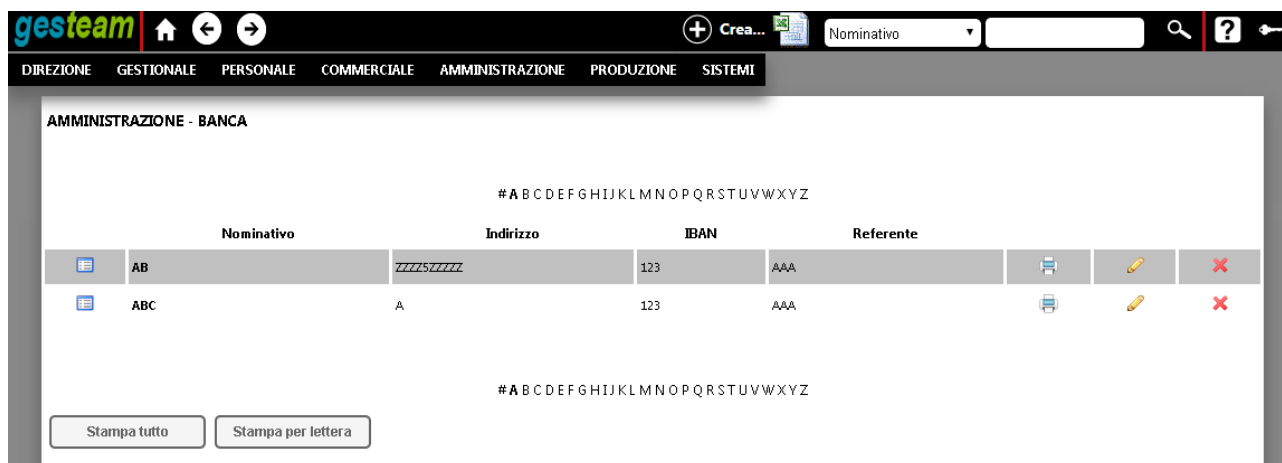 gesteam Crea... Nominativo ?
DIREZIONE GESTIONALE PERSONALE COMMERCIALE AMMINISTRAZIONE PRODUZIONE SISTEMI
AMMINISTRAZIONE - BANCA
# A B C D E F G H I J K L M N O P Q R S T U V W X Y Z
Nominativo Indirizzo IBAN Referente
AB ZZZZSZZZZZ 123 AAA
ABC A 123 AAA
# A B C D E F G H I J K L M N O P Q R S T U V W X Y Z
Stampa tutto Stampa per lettera